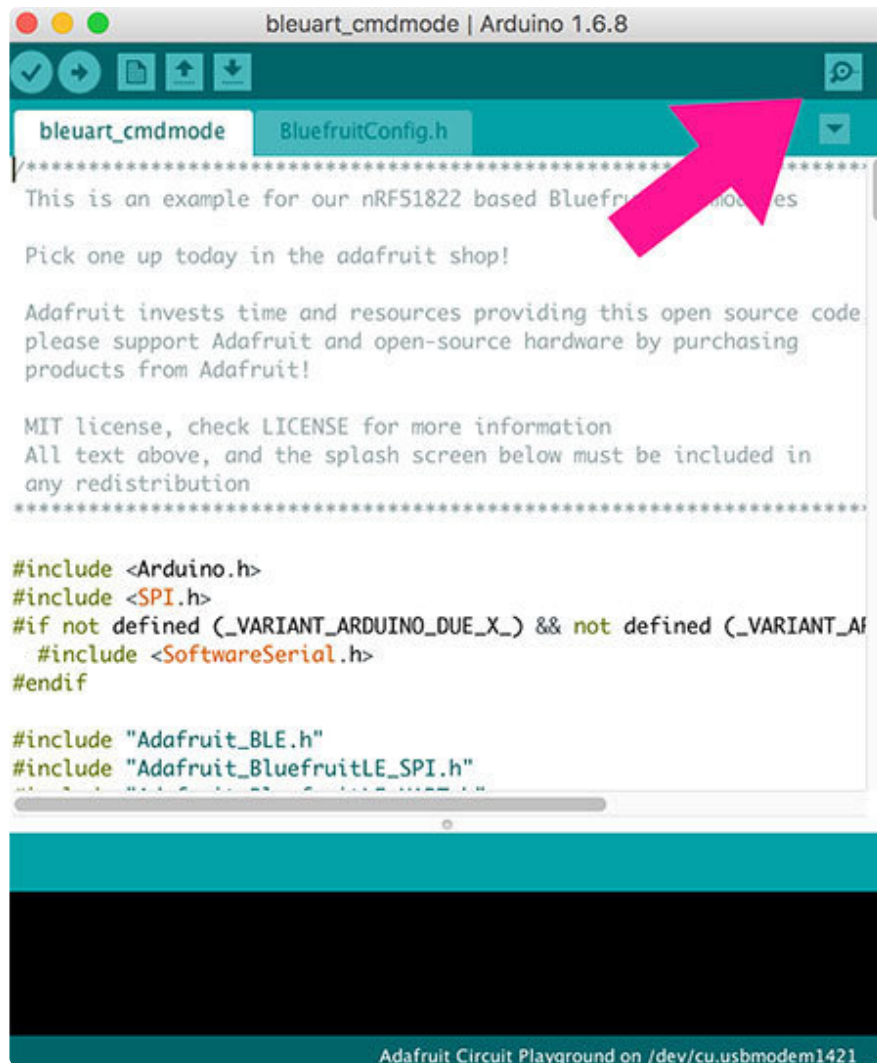 bleuart_cmdmode | Arduino 1.6.8
bleuart_cmdmode BluefruitConfig.h
/*******************************************************************
This is an example for our nRF51822 based
Pick one up today in the adafruit shop!
Adafruit invests time and resources providing this open source code
please support Adafruit and open-source hardware by purchasing
products from Adafruit!
MIT license, check LICENSE for more information
All text above, and the splash screen below must be included in
any redistribution
********************************************************************
#include <Arduino.h>
#include <SPI.h>
#if not defined (_VARIANT_ARDUINO_DUE_X_) && not defined
#include <SoftwareSerial.h>
#endif
#include "Adafruit_BLE.h"
#include "Adafruit_BluefruitLE_SPI.h"
Adafruit Circuit Playground on /dev/cu.usbmodem1421